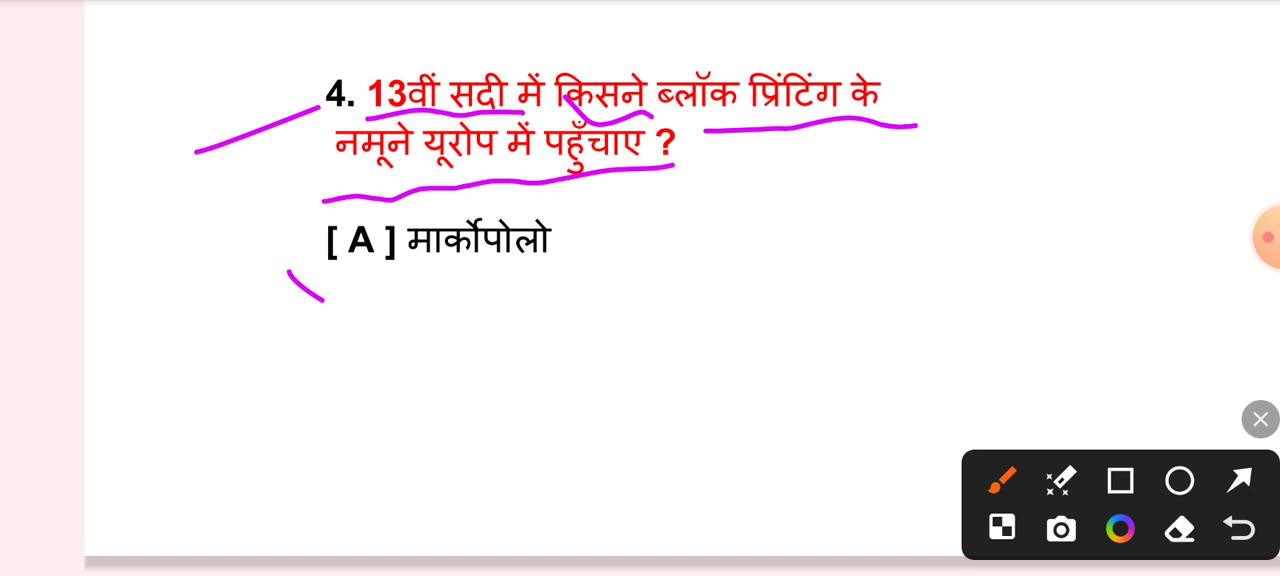 4. 13वीं सदी में किसने ब्लॉक प्रिंटिंग के
नमूने यूरोप में पहुँचाए ?
[ A ] मार्कोपोलो